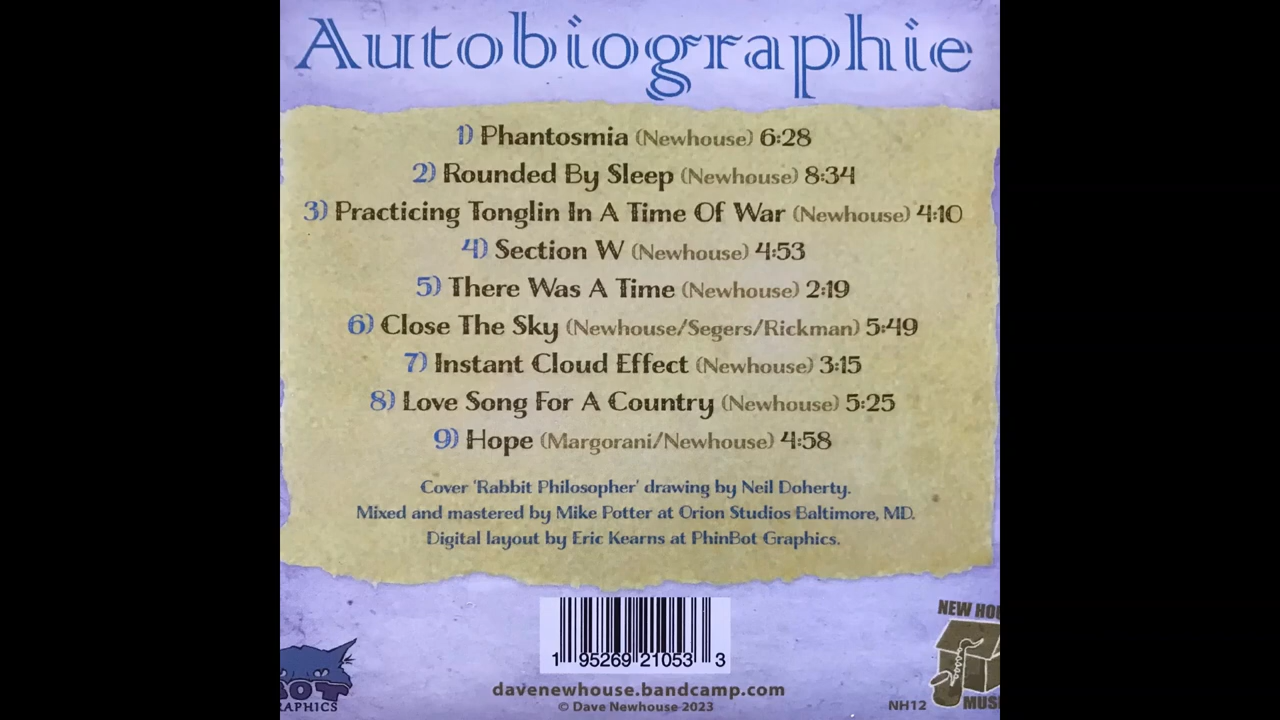 Autobiographie
1) Phantosmia (Newhouse) 6:28
2) Rounded By Sleep (Newhouse) 8:34
3) Practicing Tonglin In A Time Of War (Newhouse) 4:10
4) Section W (Newhouse) 4:53
5) There Was A Time (Newhouse) 2:19
6) Close The Sky (Newhouse/Segers/Rickman) 5:49
7) Instant Cloud Effect (Newhouse) 3:15
8) Love Song For A Country (Newhouse) 5:25
9) Hope (Margorani/Newhouse) 4:58
Cover 'Rabbit Philosopher' drawing by Neil Doherty.
Mixed and mastered by Mike Potter at Orion Studios Baltimore, MD.
Digital layout by Eric Kearns at PhinBot Graphics.
1 95269 21053 3
davenewhouse.bandcamp.com
© Dave Newhouse 2023
NH12
NEW